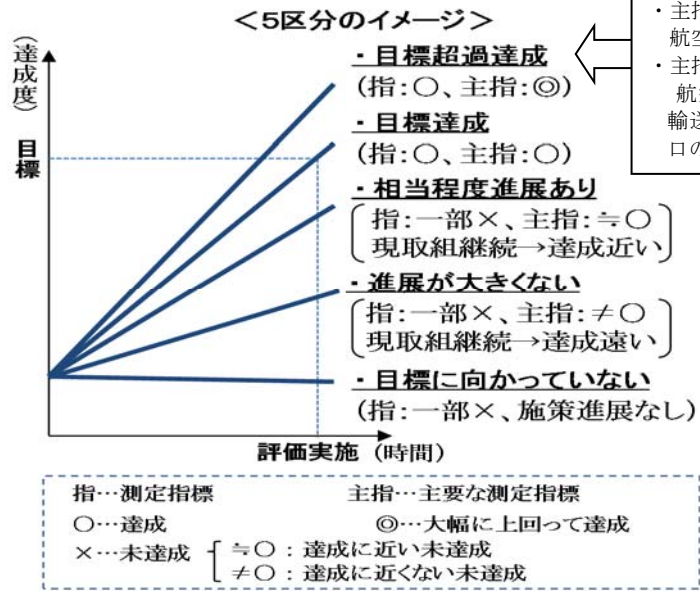 <5区分のイメージ>
(達成度)
目標
・目標超過達成
(指:○、主指:◎)
・目標達成
(指:○、主指:○)
・相当程度進展あり
指:一部×、主指:≒○
現取組継続→達成近い
・進展が大きくない
指:一部×、主指:≠○
現取組継続→達成遠い
・目標に向かっていない
(指:一部×、施策進展なし)
評価実施 (時間)
・主指
航空
・主指
航
輸送
口の
指…測定指標 主指…主要な測定指標
○…達成 ◎…大幅に上回って達成
×…未達成 ≒○:達成に近い未達成
≠○:達成に近くない未達成